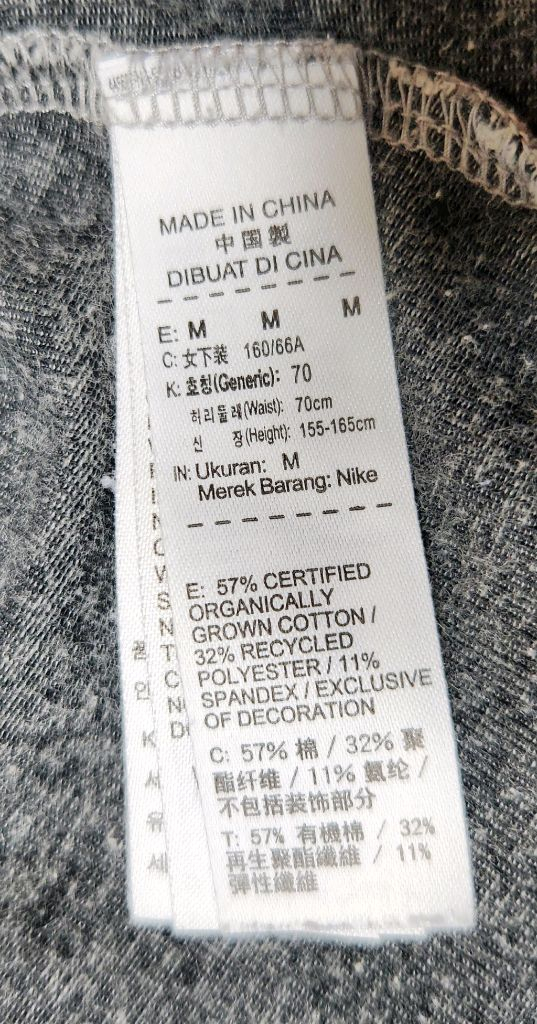 MADE IN CHINA
中国製
DIBUAT DI CINA
E: M M M
C: 女下装 160/66A
K: 호칭(Generic): 70
허리둘레(Waist): 70cm
신 장(Height): 155-165cm
IN: Ukuran: M
Merek Barang: Nike
E: 57% CERTIFIED
ORGANICALLY
GROWN COTTON /
32% RECYCLED
POLYESTER / 11%
SPANDEX / EXCLUSIVE
OF DECORATION
C: 57% 棉 / 32% 聚
酯纤维 / 11% 氨纶 /
不包括装饰部分
T: 57% 有機棉 / 32%
再生聚酯纖維 / 11%
彈性纖維